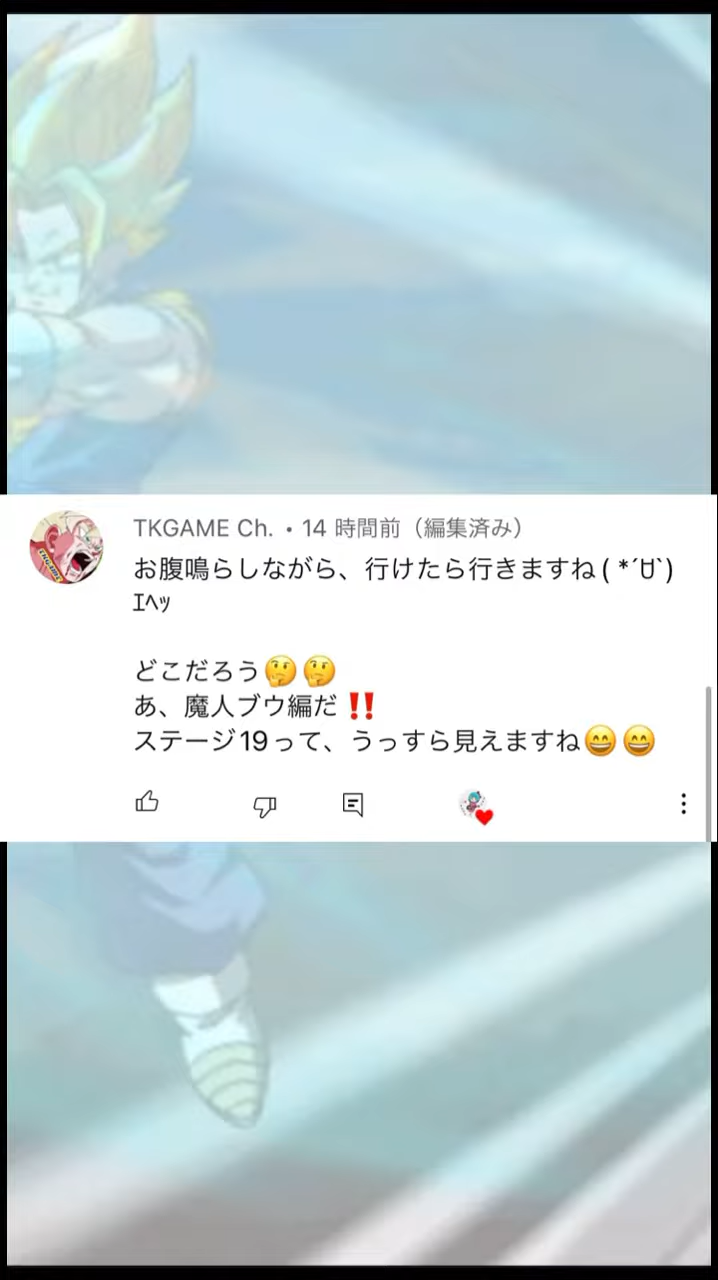 TKGAME Ch. • 14 時間前（編集済み）
お腹鳴らしながら、行けたら行きますね ( *´ਊ`)
ｴﾍｯ
どこだろう🤔🤔
あ、魔人ブウ編だ‼️
ステージ19って、うっすら見えますね😄😄